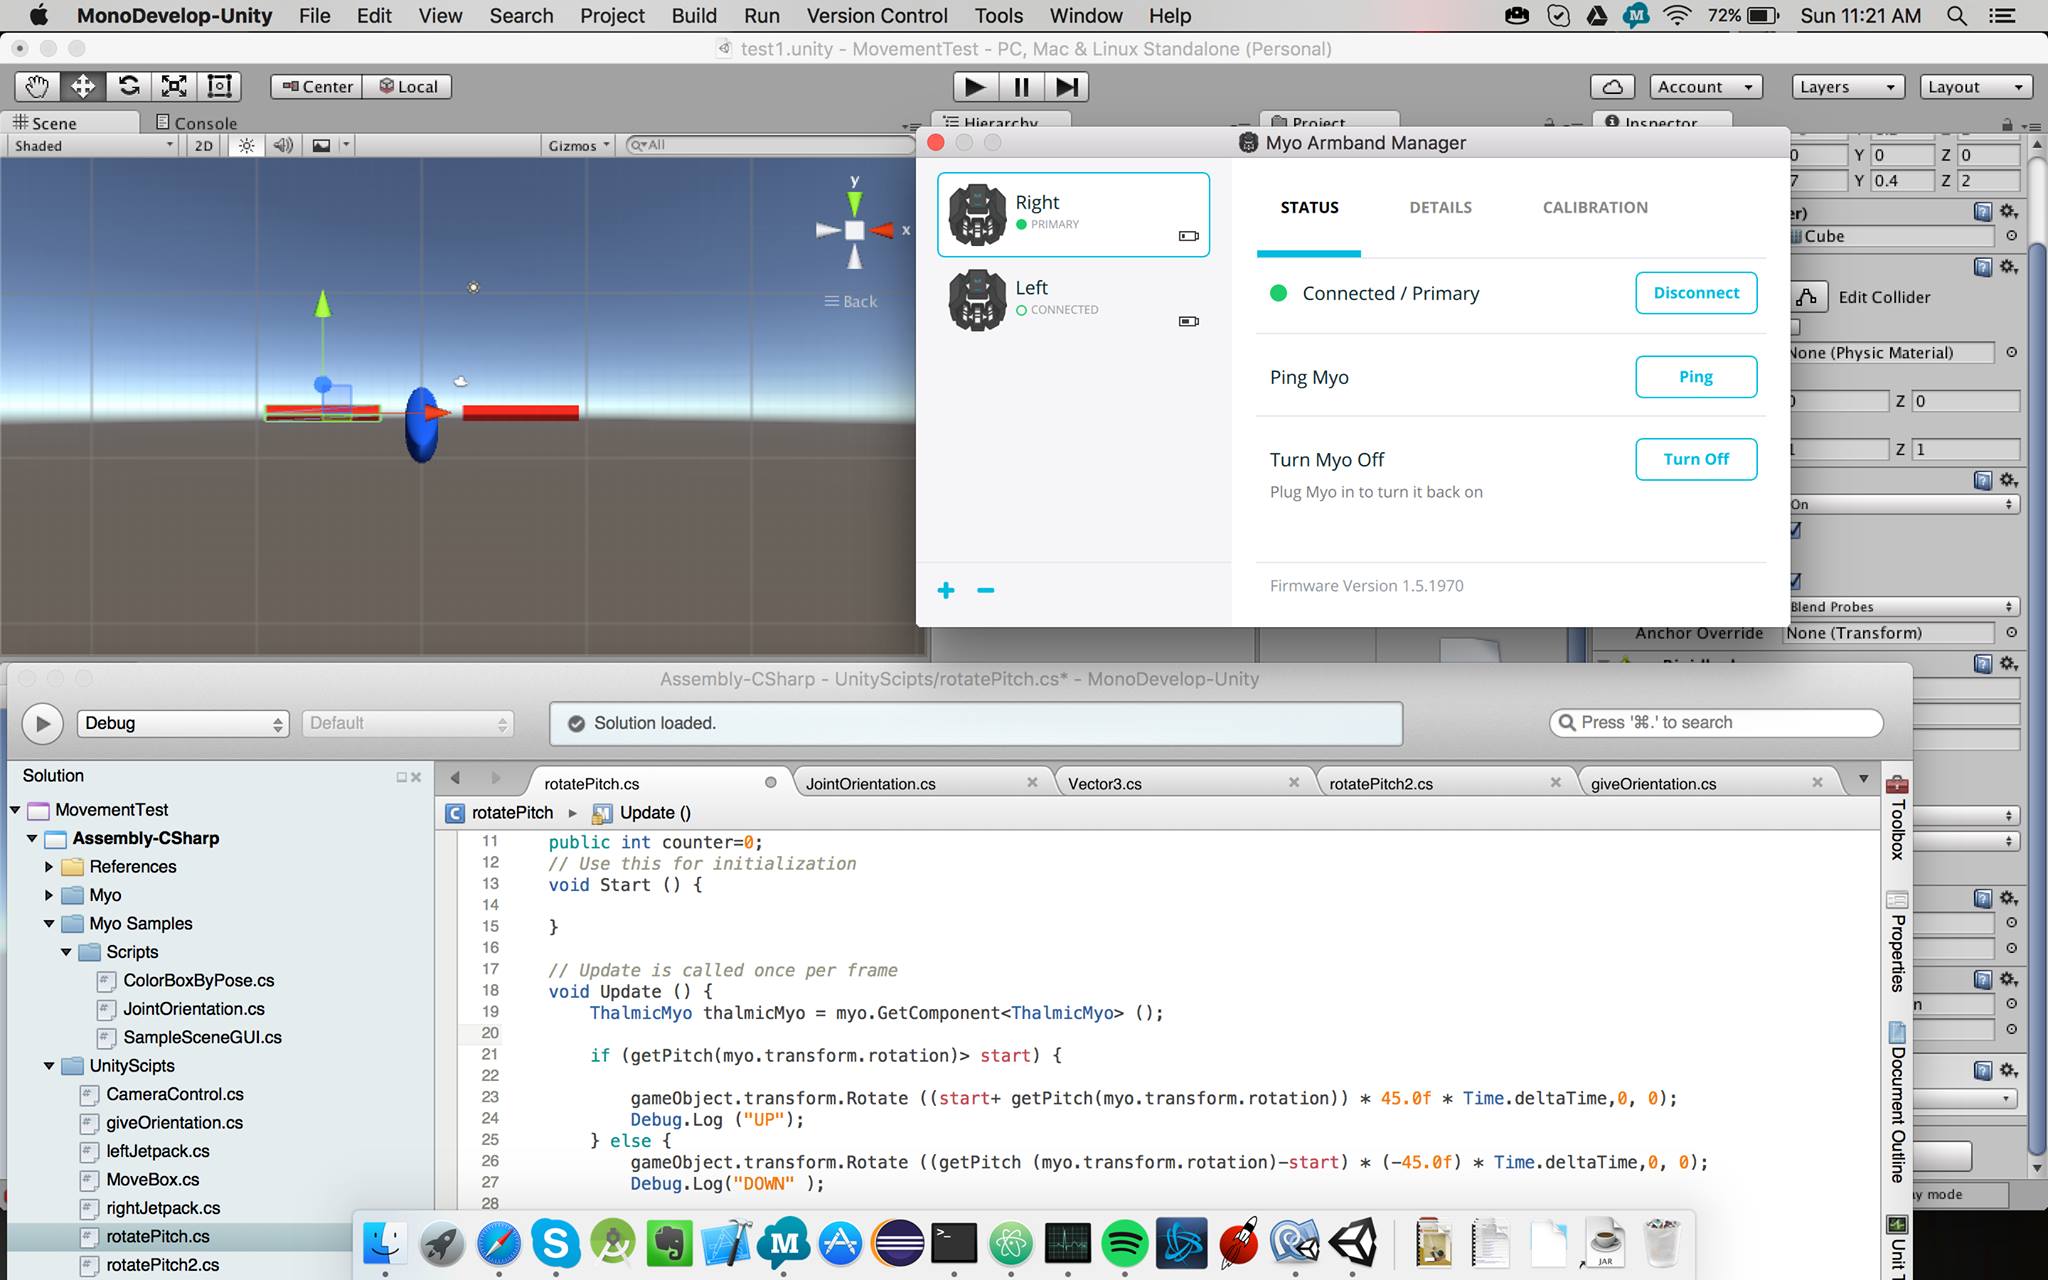 MonoDevelop-Unity File Edit View Search Project Build Run Version Control Tools Window Help 72% Sun 11:21 AM
test1.unity - MovementTest - PC, Mac & Linux Standalone (Personal)
Center Local Account Layers Layout
Scene Console Hierarchy Project Inspector
Shaded 2D Gizmos All
y
x
Back
Myo Armband Manager
Right
PRIMARY
Left
CONNECTED
STATUS DETAILS CALIBRATION
Connected / Primary Disconnect
Ping Myo Ping
Turn Myo Off Turn Off
Plug Myo in to turn it back on
Firmware Version 1.5.1970
0 Y 0 Z 0
7 Y 0.4 Z 2
er)
Cube
Edit Collider
None (Physic Material)
0 Z 0
1 Z 1
On
Blend Probes
Anchor Override None (Transform)
Assembly-CSharp - UnityScipts/rotatePitch.cs* - MonoDevelop-Unity
Debug Default Solution loaded. Press '⌘.' to search
Solution
MovementTest
Assembly-CSharp
References
Myo
Myo Samples
Scripts
ColorBoxByPose.cs
JointOrientation.cs
SampleSceneGUI.cs
UnityScipts
CameraControl.cs
giveOrientation.cs
leftJetpack.cs
MoveBox.cs
rightJetpack.cs
rotatePitch.cs
rotatePitch2.cs
rotatePitch.cs JointOrientation.cs Vector3.cs rotatePitch2.cs giveOrientation.cs
C rotatePitch Update ()
11 public int counter=0;
12 // Use this for initialization
13 void Start () {
14
15 }
16
17 // Update is called once per frame
18 void Update () {
19 ThalmicMyo thalmicMyo = myo.GetComponent<ThalmicMyo> ();
20
21 if (getPitch(myo.transform.rotation)> start) {
22
23 gameObject.transform.Rotate ((start+ getPitch(myo.transform.rotation)) * 45.0f * Time.deltaTime,0, 0);
24 Debug.Log ("UP");
25 } else {
26 gameObject.transform.Rotate ((getPitch (myo.transform.rotation)-start) * (-45.0f) * Time.deltaTime,0, 0);
27 Debug.Log("DOWN" );
28
Toolbox
Properties
Document Outline
Unit T
n
ay mode
JAR